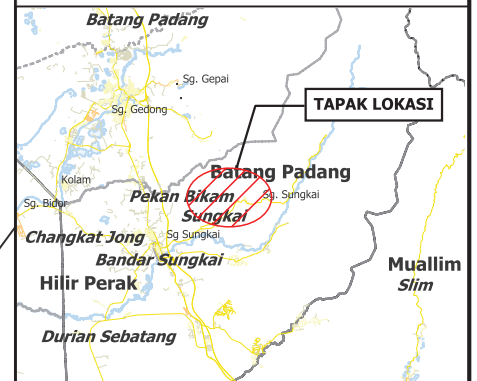 Batang Padang
Sg. Gepai
TAPAK LOKASI
Sg. Gedong
Batang Padang
Kolam
Pekan Bikam
Sg. Sungkai
Sg. Bidor
Sungkai
Changkat Jong
Sg Sungkai
Bandar Sungkai
Muallim
Hilir Perak
Slim
Durian Sebatang